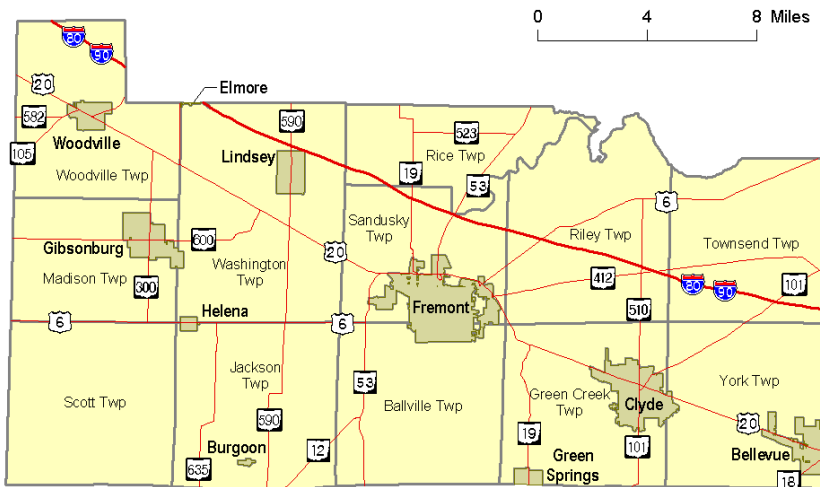 0 4 8 Miles
80
90
20
Elmore
582
590
523
Woodville
Lindsey
Rice Twp
105
19
53
Woodville Twp
6
Sandusky
Twp
Riley Twp
Townsend Twp
Gibsonburg
600
20
Madison Twp
Washington
Twp
300
412
80
90
101
Helena
Fremont
6
6
510
53
Jackson
Twp
Scott Twp
Ballville Twp
Green Creek
Twp
Clyde
York Twp
590
20
Burgoon
12
19
101
Bellevue
635
Green
Springs
18